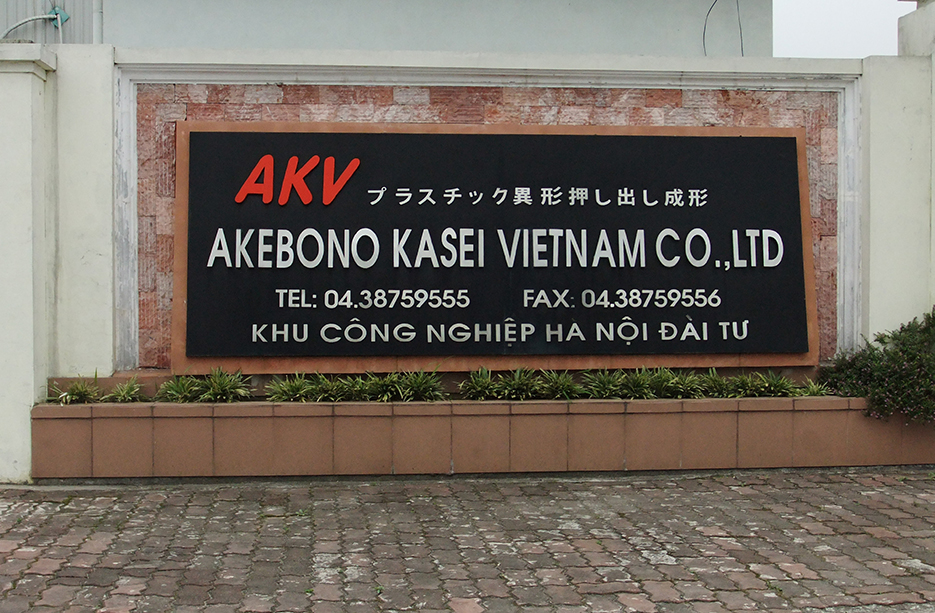 AKV プラスチック異形押し出し成形
AKEBONO KASEI VIETNAM CO.,LTD
TEL: 04.38759555 FAX: 04.38759556
KHU CÔNG NGHIỆP HA NỘI ĐÀI TƯ